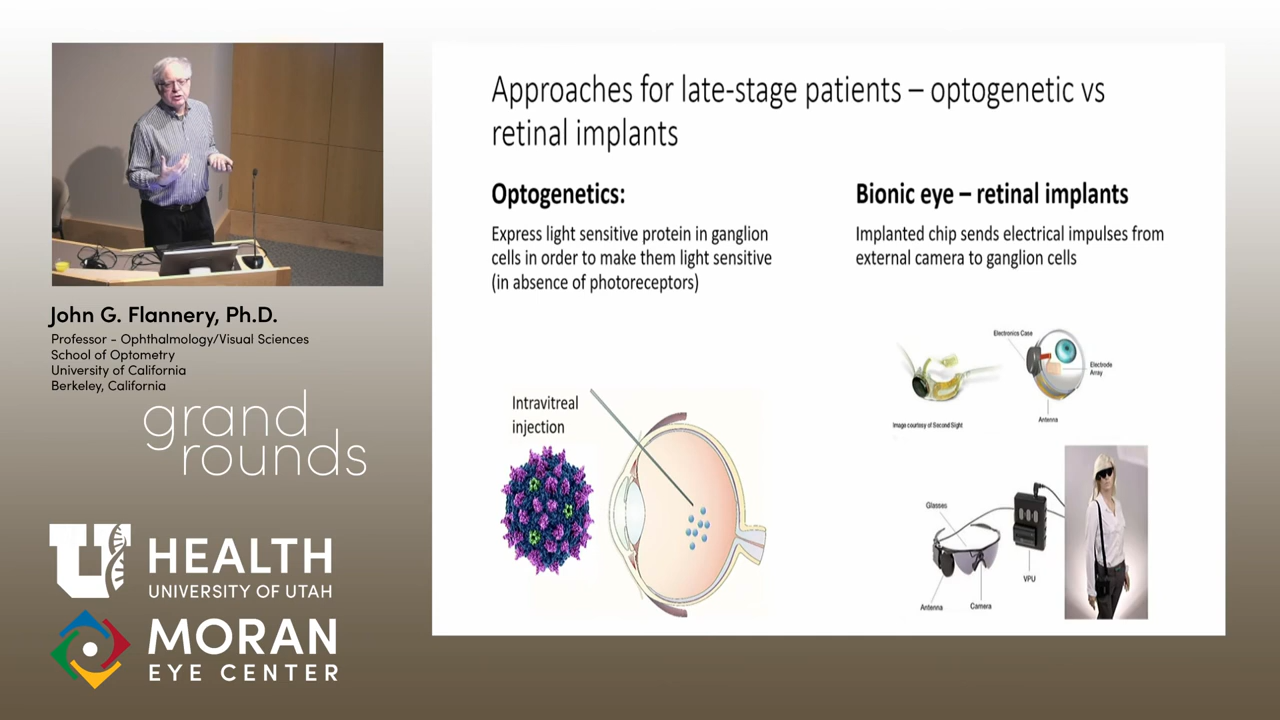 John G. Flannery, Ph.D.
Professor - Ophthalmology/Visual Sciences
School of Optometry
University of California
Berkeley, California
grand
rounds
U
HEALTH
UNIVERSITY OF UTAH
MORAN
EYE CENTER
Approaches for late-stage patients – optogenetic vs
retinal implants
Optogenetics:
Express light sensitive protein in ganglion
cells in order to make them light sensitive
(in absence of photoreceptors)
Intravitreal
injection
Bionic eye – retinal implants
Implanted chip sends electrical impulses from
external camera to ganglion cells
Electronics Case
Electrode
Array
Antenna
Image courtesy of Second Sight
Glasses
VPU
Antenna
Camera